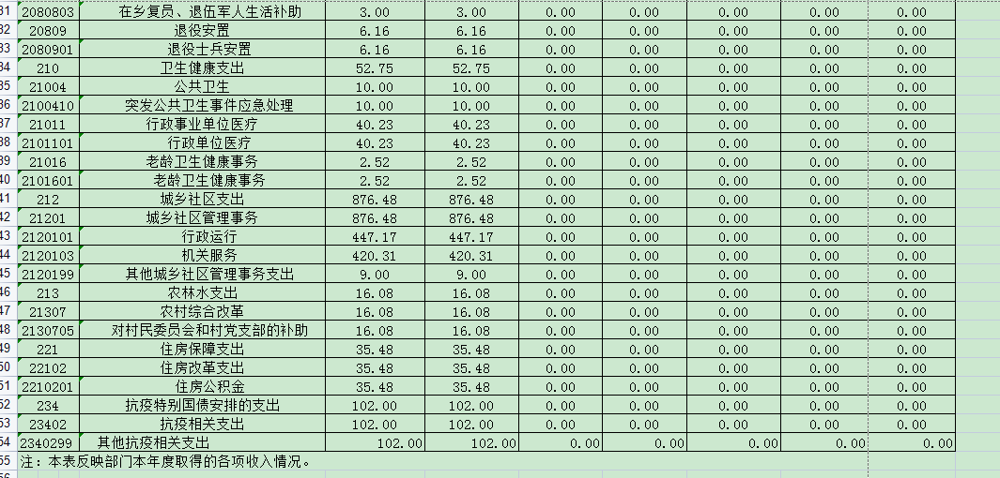 31 2080803 在乡复员、退伍军人生活补助 3.00 3.00 0.00 0.00 0.00 0.00 0.00
32 20809 退役安置 6.16 6.16 0.00 0.00 0.00 0.00 0.00
33 2080901 退役士兵安置 6.16 6.16 0.00 0.00 0.00 0.00 0.00
34 210 卫生健康支出 52.75 52.75 0.00 0.00 0.00 0.00 0.00
35 21004 公共卫生 10.00 10.00 0.00 0.00 0.00 0.00 0.00
36 2100410 突发公共卫生事件应急处理 10.00 10.00 0.00 0.00 0.00 0.00 0.00
37 21011 行政事业单位医疗 40.23 40.23 0.00 0.00 0.00 0.00 0.00
38 2101101 行政单位医疗 40.23 40.23 0.00 0.00 0.00 0.00 0.00
39 21016 老龄卫生健康事务 2.52 2.52 0.00 0.00 0.00 0.00 0.00
40 2101601 老龄卫生健康事务 2.52 2.52 0.00 0.00 0.00 0.00 0.00
41 212 城乡社区支出 876.48 876.48 0.00 0.00 0.00 0.00 0.00
42 21201 城乡社区管理事务 876.48 876.48 0.00 0.00 0.00 0.00 0.00
43 2120101 行政运行 447.17 447.17 0.00 0.00 0.00 0.00 0.00
44 2120103 机关服务 420.31 420.31 0.00 0.00 0.00 0.00 0.00
45 2120199 其他城乡社区管理事务支出 9.00 9.00 0.00 0.00 0.00 0.00 0.00
46 213 农林水支出 16.08 16.08 0.00 0.00 0.00 0.00 0.00
47 21307 农村综合改革 16.08 16.08 0.00 0.00 0.00 0.00 0.00
48 2130705 对村民委员会和村党支部的补助 16.08 16.08 0.00 0.00 0.00 0.00 0.00
49 221 住房保障支出 35.48 35.48 0.00 0.00 0.00 0.00 0.00
50 22102 住房改革支出 35.48 35.48 0.00 0.00 0.00 0.00 0.00
51 2210201 住房公积金 35.48 35.48 0.00 0.00 0.00 0.00 0.00
52 234 抗疫特别国债安排的支出 102.00 102.00 0.00 0.00 0.00 0.00 0.00
53 23402 抗疫相关支出 102.00 102.00 0.00 0.00 0.00 0.00 0.00
54 2340299 其他抗疫相关支出 102.00 102.00 0.00 0.00 0.00 0.00 0.00
55 注：本表反映部门本年度取得的各项收入情况。